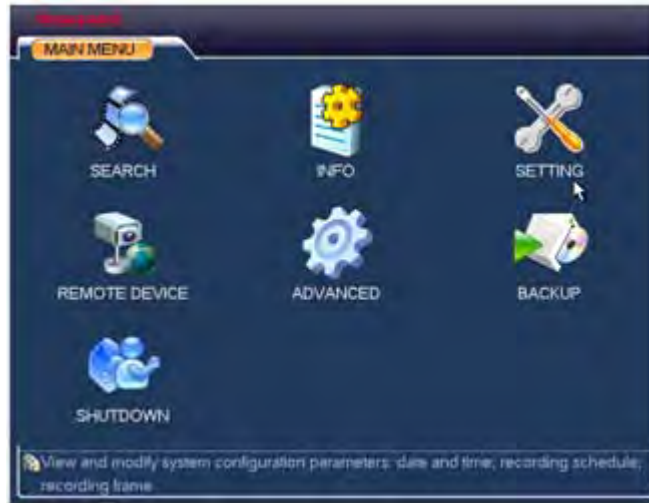 Honeywell
MAIN MENU
SEARCH
INFO
SETTING
REMOTE DEVICE
ADVANCED
BACKUP
SHUTDOWN
View and modify system configuration parameters: date and time; recording schedule;
recording frame